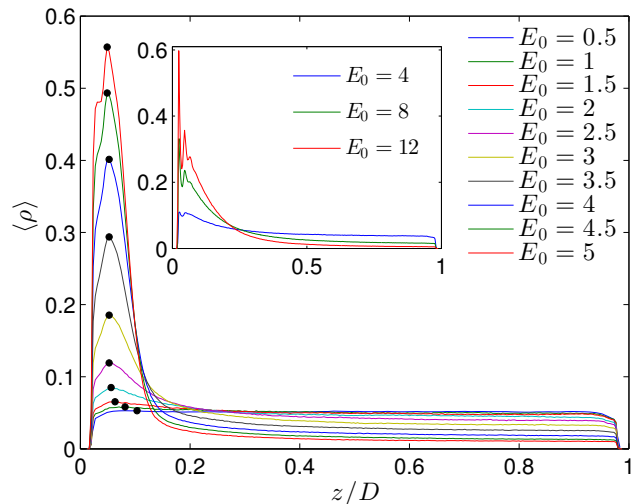 0.6
0.5
0.4
0.3
0.2
0.1
0
0 0.2 0.4 0.6 0.8 1
⟨ρ⟩
z/D
E₀ = 0.5
E₀ = 1
E₀ = 1.5
E₀ = 2
E₀ = 2.5
E₀ = 3
E₀ = 3.5
E₀ = 4
E₀ = 4.5
E₀ = 5
0.6
0.4
0.2
0
0 0.5 1
E₀ = 4
E₀ = 8
E₀ = 12